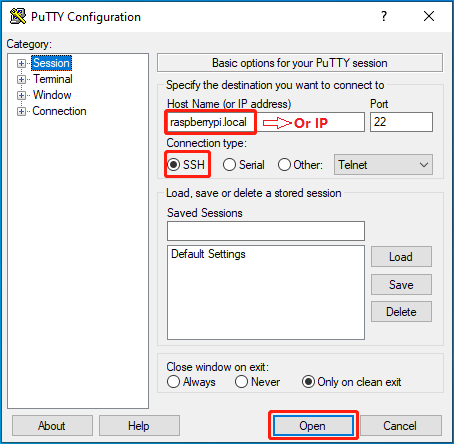 PuTTY Configuration
? ×
Category:
Session
Terminal
Window
Connection
Basic options for your PuTTY session
Specify the destination you want to connect to
Host Name (or IP address) Port
raspberrypi.local Or IP 22
Connection type:
SSH Serial Other: Telnet
Load, save or delete a stored session
Saved Sessions
Default Settings
Load
Save
Delete
Close window on exit:
Always Never Only on clean exit
About Help Open Cancel